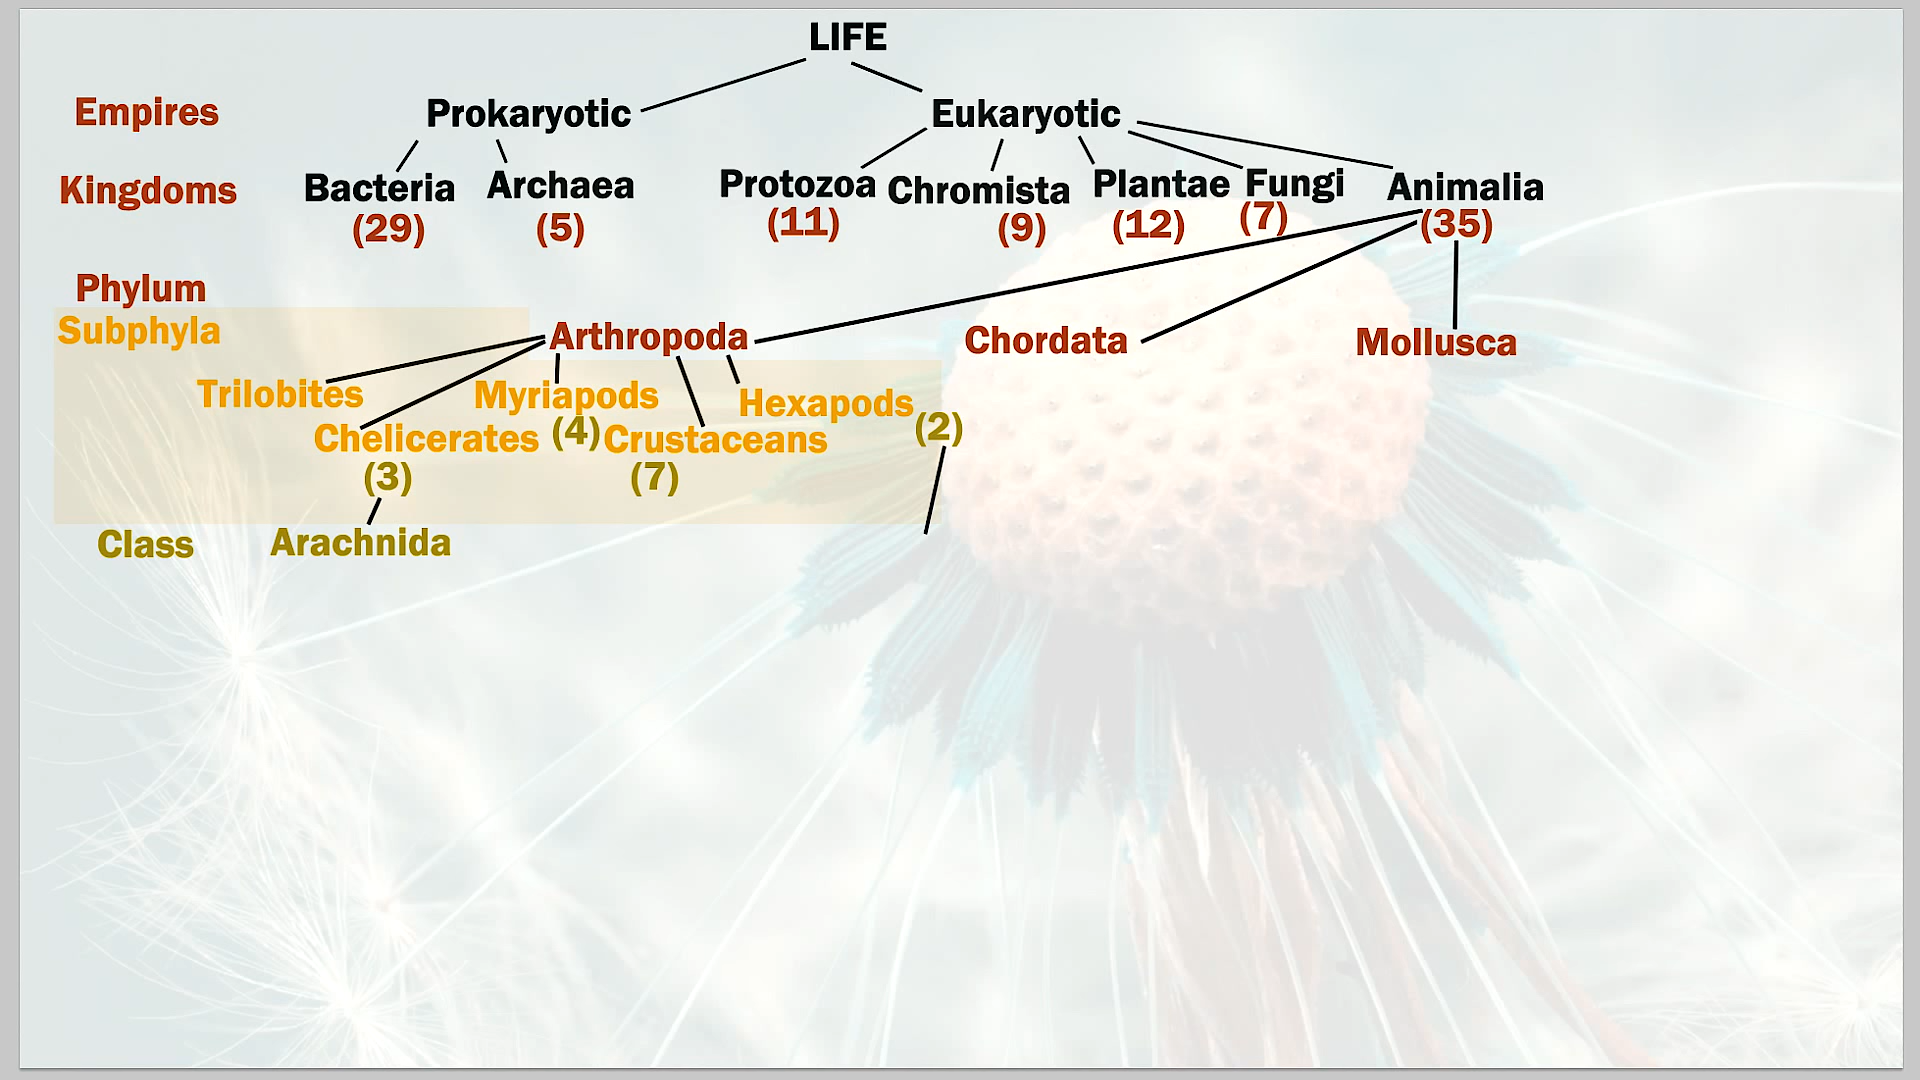 LIFE
Empires Prokaryotic Eukaryotic
Kingdoms Bacteria Archaea Protozoa Chromista Plantae Fungi Animalia
(29) (5) (11) (9) (12) (7) (35)
Phylum
Subphyla Arthropoda Chordata Mollusca
Trilobites Myriapods Hexapods
Chelicerates (4) Crustaceans (2)
(3) (7)
Class Arachnida